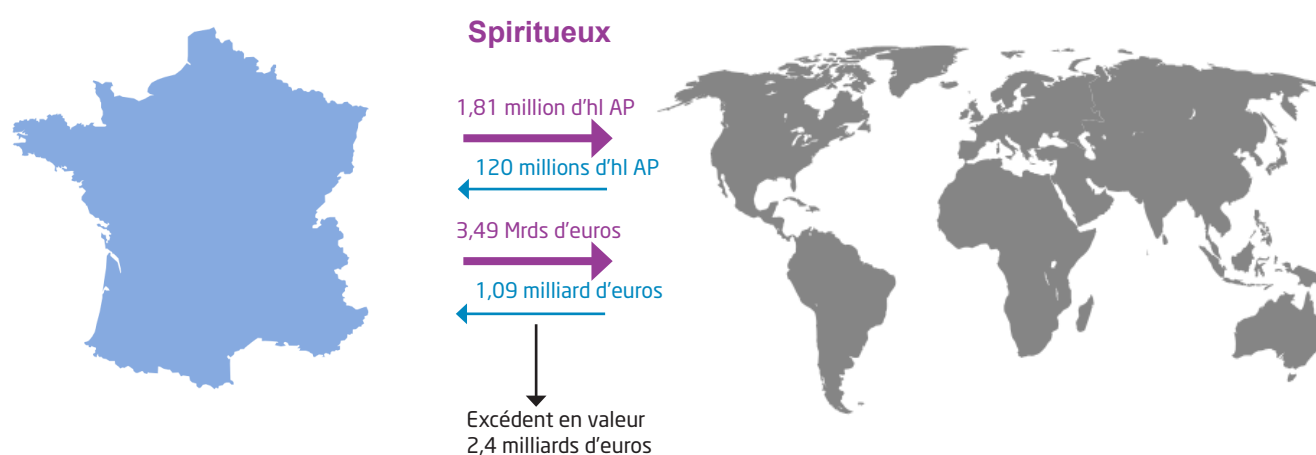 Spiritueux
1,81 million d'hl AP
120 millions d'hl AP
3,49 Mrds d'euros
1,09 milliard d'euros
Excédent en valeur
2,4 milliards d'euros